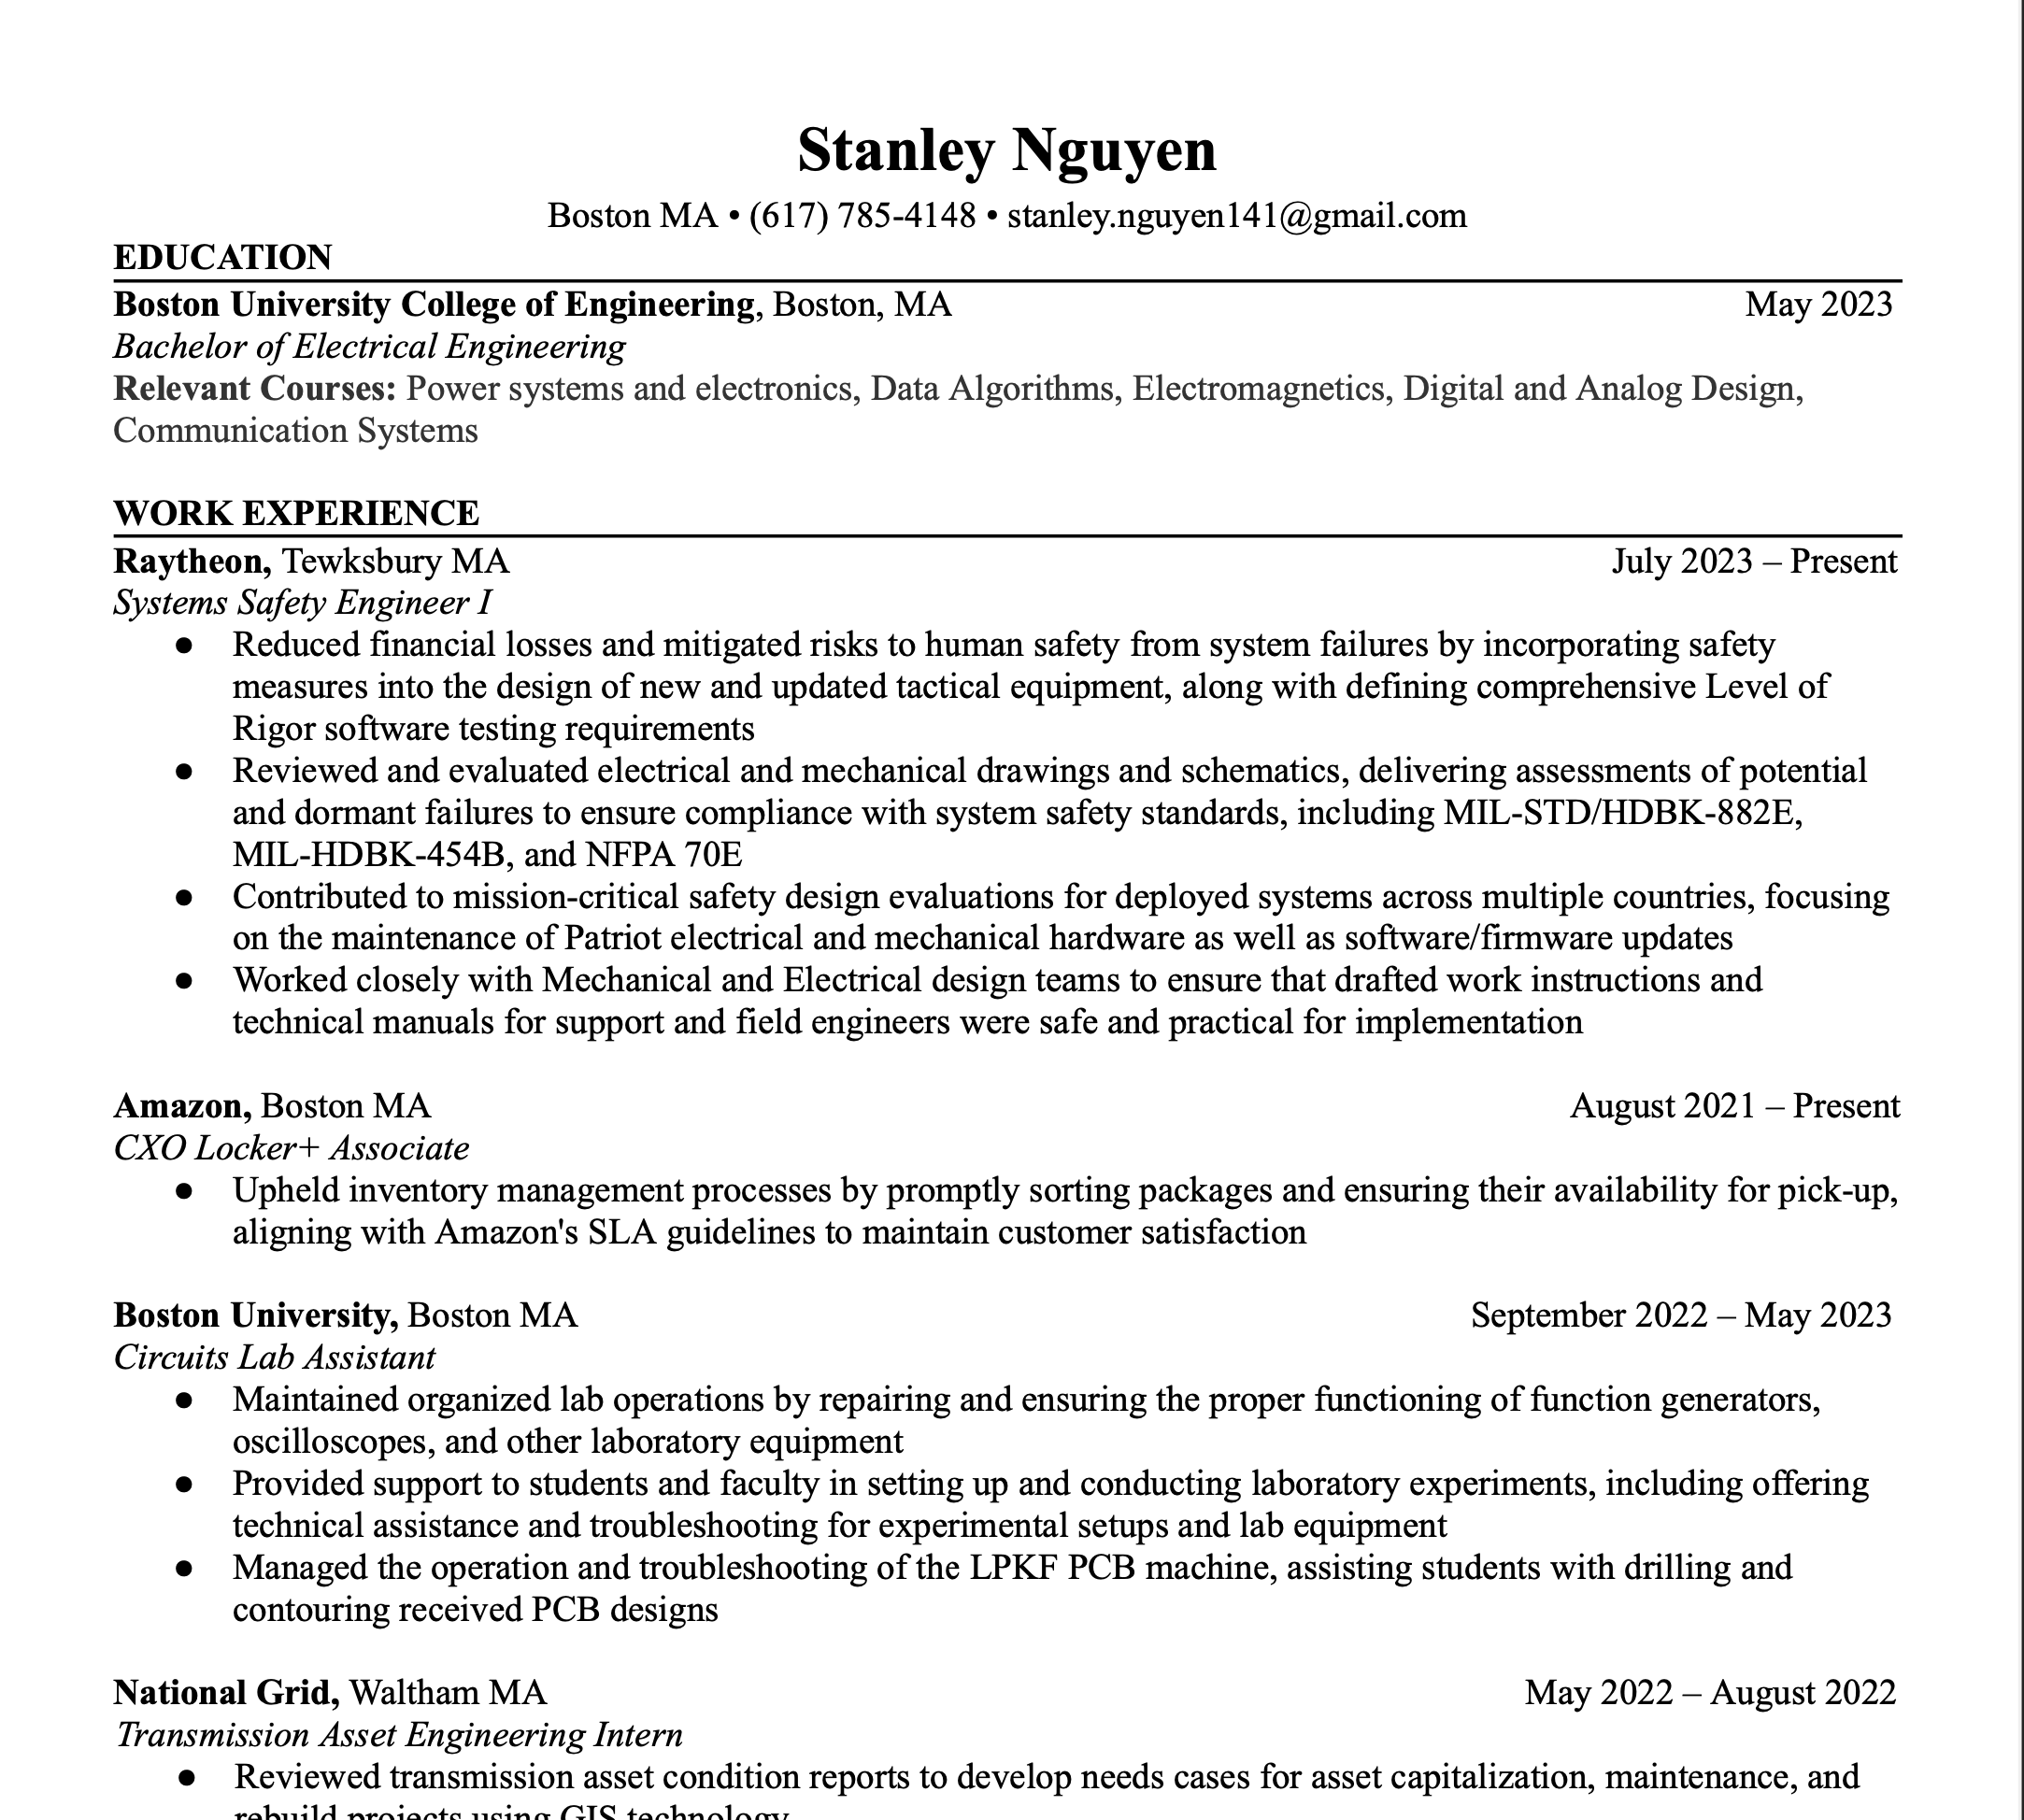 Stanley Nguyen
Boston MA • (617) 785-4148 • stanley.nguyen141@gmail.com
EDUCATION
Boston University College of Engineering, Boston, MA May 2023
Bachelor of Electrical Engineering
Relevant Courses: Power systems and electronics, Data Algorithms, Electromagnetics, Digital and Analog Design,
Communication Systems
WORK EXPERIENCE
Raytheon, Tewksbury MA July 2023 – Present
Systems Safety Engineer I
● Reduced financial losses and mitigated risks to human safety from system failures by incorporating safety
measures into the design of new and updated tactical equipment, along with defining comprehensive Level of
Rigor software testing requirements
● Reviewed and evaluated electrical and mechanical drawings and schematics, delivering assessments of potential
and dormant failures to ensure compliance with system safety standards, including MIL-STD/HDBK-882E,
MIL-HDBK-454B, and NFPA 70E
● Contributed to mission-critical safety design evaluations for deployed systems across multiple countries, focusing
on the maintenance of Patriot electrical and mechanical hardware as well as software/firmware updates
● Worked closely with Mechanical and Electrical design teams to ensure that drafted work instructions and
technical manuals for support and field engineers were safe and practical for implementation
Amazon, Boston MA August 2021 – Present
CXO Locker+ Associate
● Upheld inventory management processes by promptly sorting packages and ensuring their availability for pick-up,
aligning with Amazon's SLA guidelines to maintain customer satisfaction
Boston University, Boston MA September 2022 – May 2023
Circuits Lab Assistant
● Maintained organized lab operations by repairing and ensuring the proper functioning of function generators,
oscilloscopes, and other laboratory equipment
● Provided support to students and faculty in setting up and conducting laboratory experiments, including offering
technical assistance and troubleshooting for experimental setups and lab equipment
● Managed the operation and troubleshooting of the LPKF PCB machine, assisting students with drilling and
contouring received PCB designs
National Grid, Waltham MA May 2022 – August 2022
Transmission Asset Engineering Intern
● Reviewed transmission asset condition reports to develop needs cases for asset capitalization, maintenance, and
rebuild projects using GIS technology